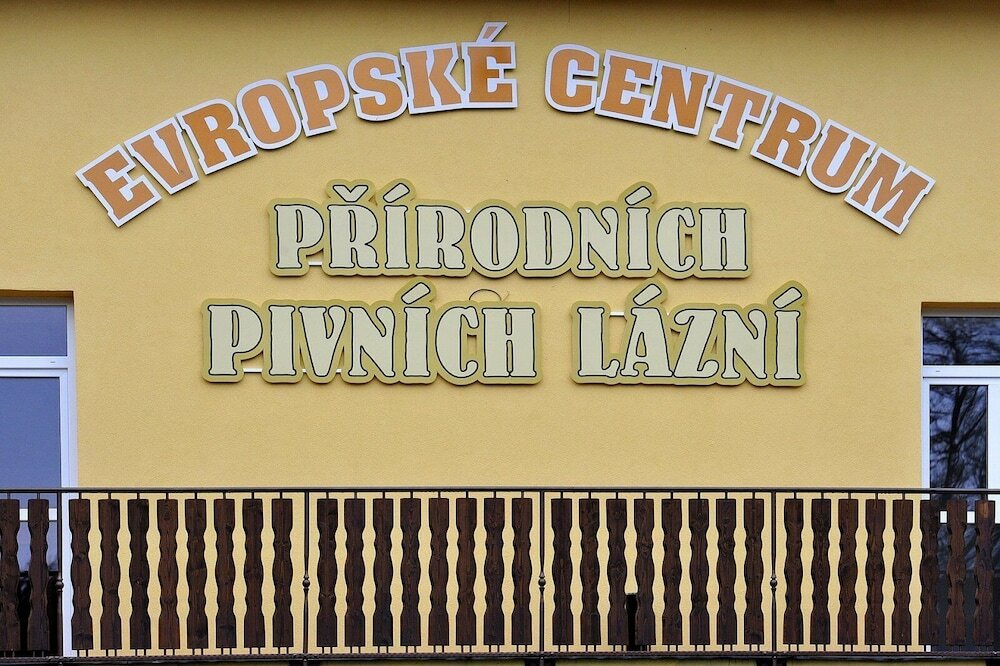 EVROPSKÉ CENTRUM
PŘÍRODNÍCH
PIVNÍCH LÁZNÍ